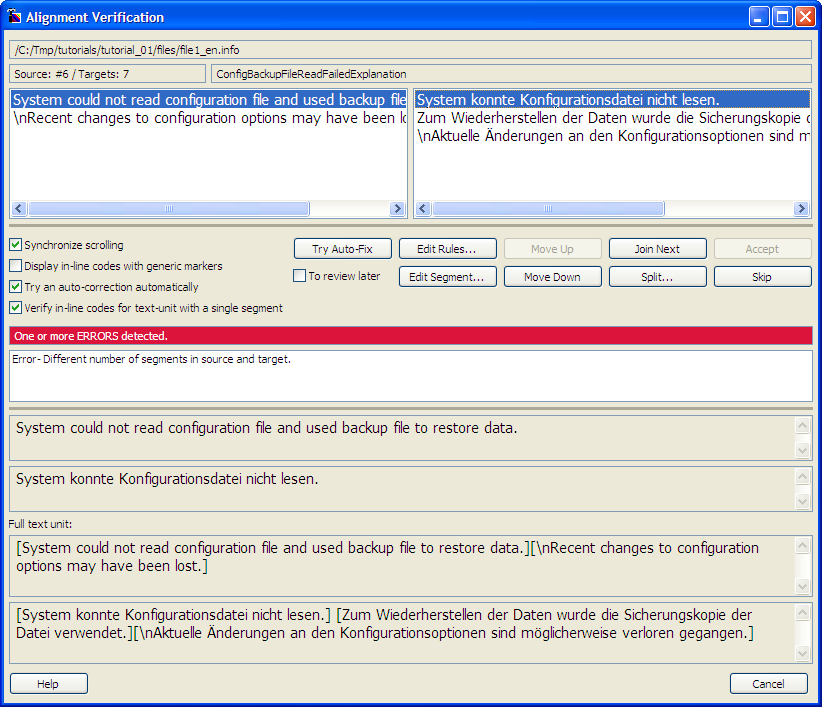 Alignment Verification
/C:/Tmp/tutorials/tutorial_01/files/file1_en.info
Source: #6 / Targets: 7
ConfigBackupFileReadFailedExplanation
System could not read configuration file and used backup file
\nRecent changes to configuration options may have been
System konnte Konfigurationsdatei nicht lesen.
Zum Wiederherstellen der Daten wurde die Sicherungskopie
\nAktuelle Änderungen an den Konfigurationsoptionen sind
Synchronize scrolling
Display in-line codes with generic markers
Try an auto-correction automatically
Verify in-line codes for text-unit with a single segment
Try Auto-Fix
Edit Rules...
Move Up
Join Next
Accept
To review later
Edit Segment...
Move Down
Split...
Skip
One or more ERRORS detected.
Error- Different number of segments in source and target.
System could not read configuration file and used backup file to restore data.
System konnte Konfigurationsdatei nicht lesen.
Full text unit:
[System could not read configuration file and used backup file to restore data.][\nRecent changes to configuration
options may have been lost.]
[System konnte Konfigurationsdatei nicht lesen.] [Zum Wiederherstellen der Daten wurde die Sicherungskopie der
Datei verwendet.][\nAktuelle Änderungen an den Konfigurationsoptionen sind möglicherweise verloren gegangen.]
Help
Cancel